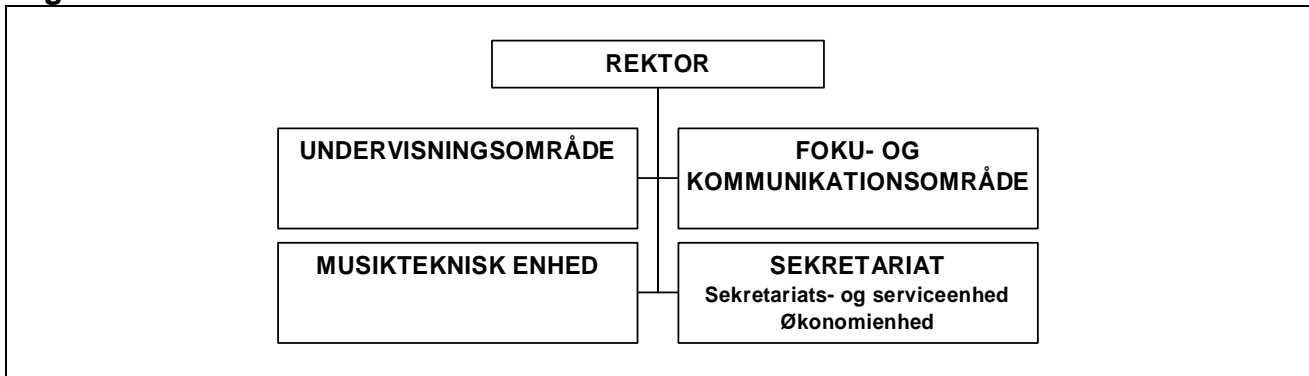 REKTOR
UNDERVISNINGSOMRÅDE
FOKU- OG
KOMMUNIKATIONSOMRÅDE
MUSIKTEKNISK ENHED
SEKRETARIAT
Sekretariats- og serviceenhed
Økonomienhed